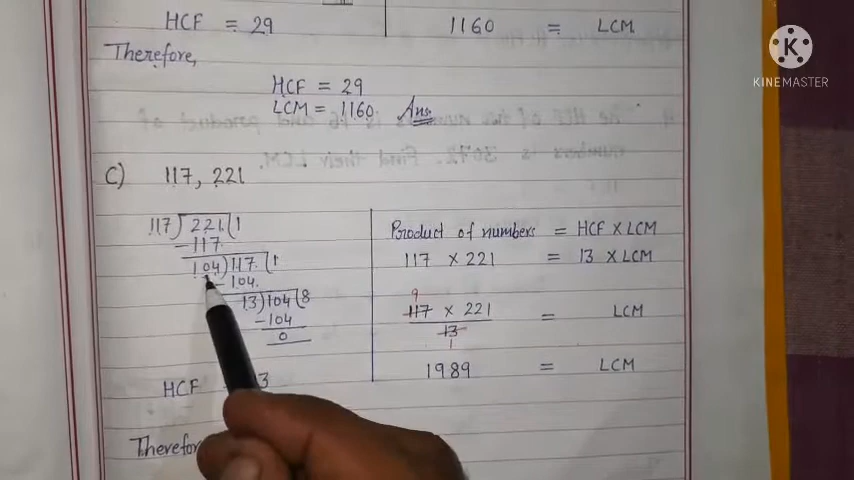 HCF = 29
1160 = LCM
Therefore,
HCF = 29
LCM = 1160 Ans.
C) 117, 221
117) 221 (1
- 117
104) 117 (1
- 104
13) 104 (8
- 104
0
HCF
3
Product of numbers = HCF X LCM
117 X 221 = 13 X LCM
9
117 X 221 = LCM
13
1
1989 = LCM
Therefor
K
KINEMASTER